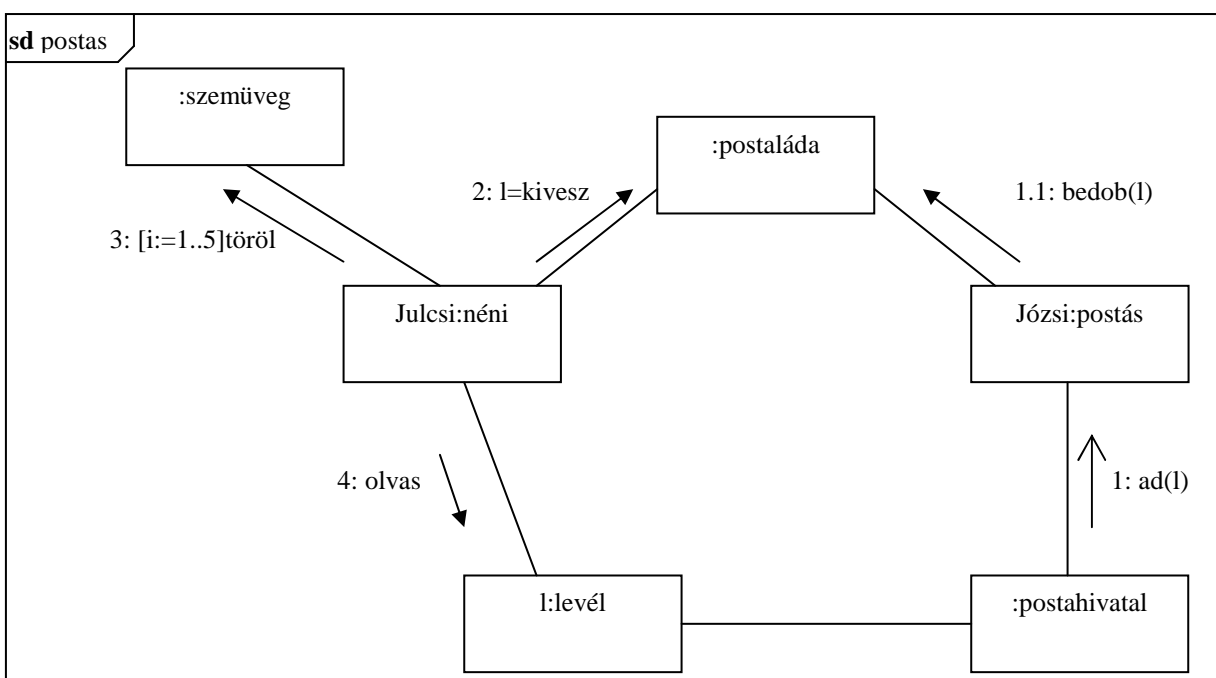 sd postas
:szemüveg
:postaláda
2: l=kivesz
1.1: bedob(l)
3: [i:=1..5]töröl
Julcsi:néni
Józsi:postás
4: olvas
1: ad(l)
l:levél
:postahivatal